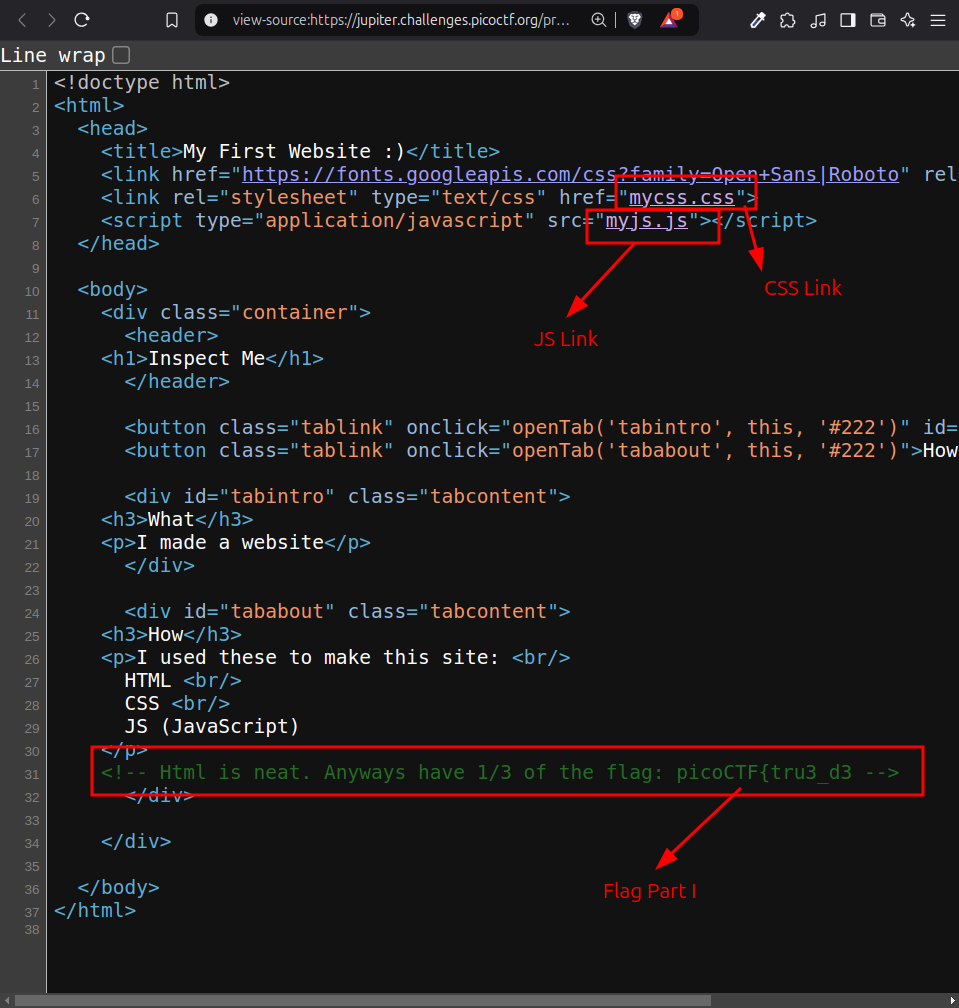 view-source:https://jupiter.challenges.picoctf.org/pr...
1
Line wrap
1 <!doctype html>
2 <html>
3 <head>
4 <title>My First Website :)</title>
5 <link href="https://fonts.googleapis.com/css?family=Open+Sans|Roboto" rel
6 <link rel="stylesheet" type="text/css" href="mycss.css">
7 <script type="application/javascript" src="myjs.js"></script>
8 </head>
9
10 <body>
CSS Link
11 <div class="container">
12 <header>
JS Link
13 <h1>Inspect Me</h1>
14 </header>
15
16 <button class="tablink" onclick="openTab('tabintro', this, '#222')" id=
17 <button class="tablink" onclick="openTab('tababout', this, '#222')">How
18
19 <div id="tabintro" class="tabcontent">
20 <h3>What</h3>
21 <p>I made a website</p>
22 </div>
23
24 <div id="tababout" class="tabcontent">
25 <h3>How</h3>
26 <p>I used these to make this site: <br/>
27 HTML <br/>
28 CSS <br/>
29 JS (JavaScript)
30 </p>
31 <!-- Html is neat. Anyways have 1/3 of the flag: picoCTF{tru3_d3 -->
32 </div>
33
34 </div>
35
36 </body>
Flag Part I
37 </html>
38